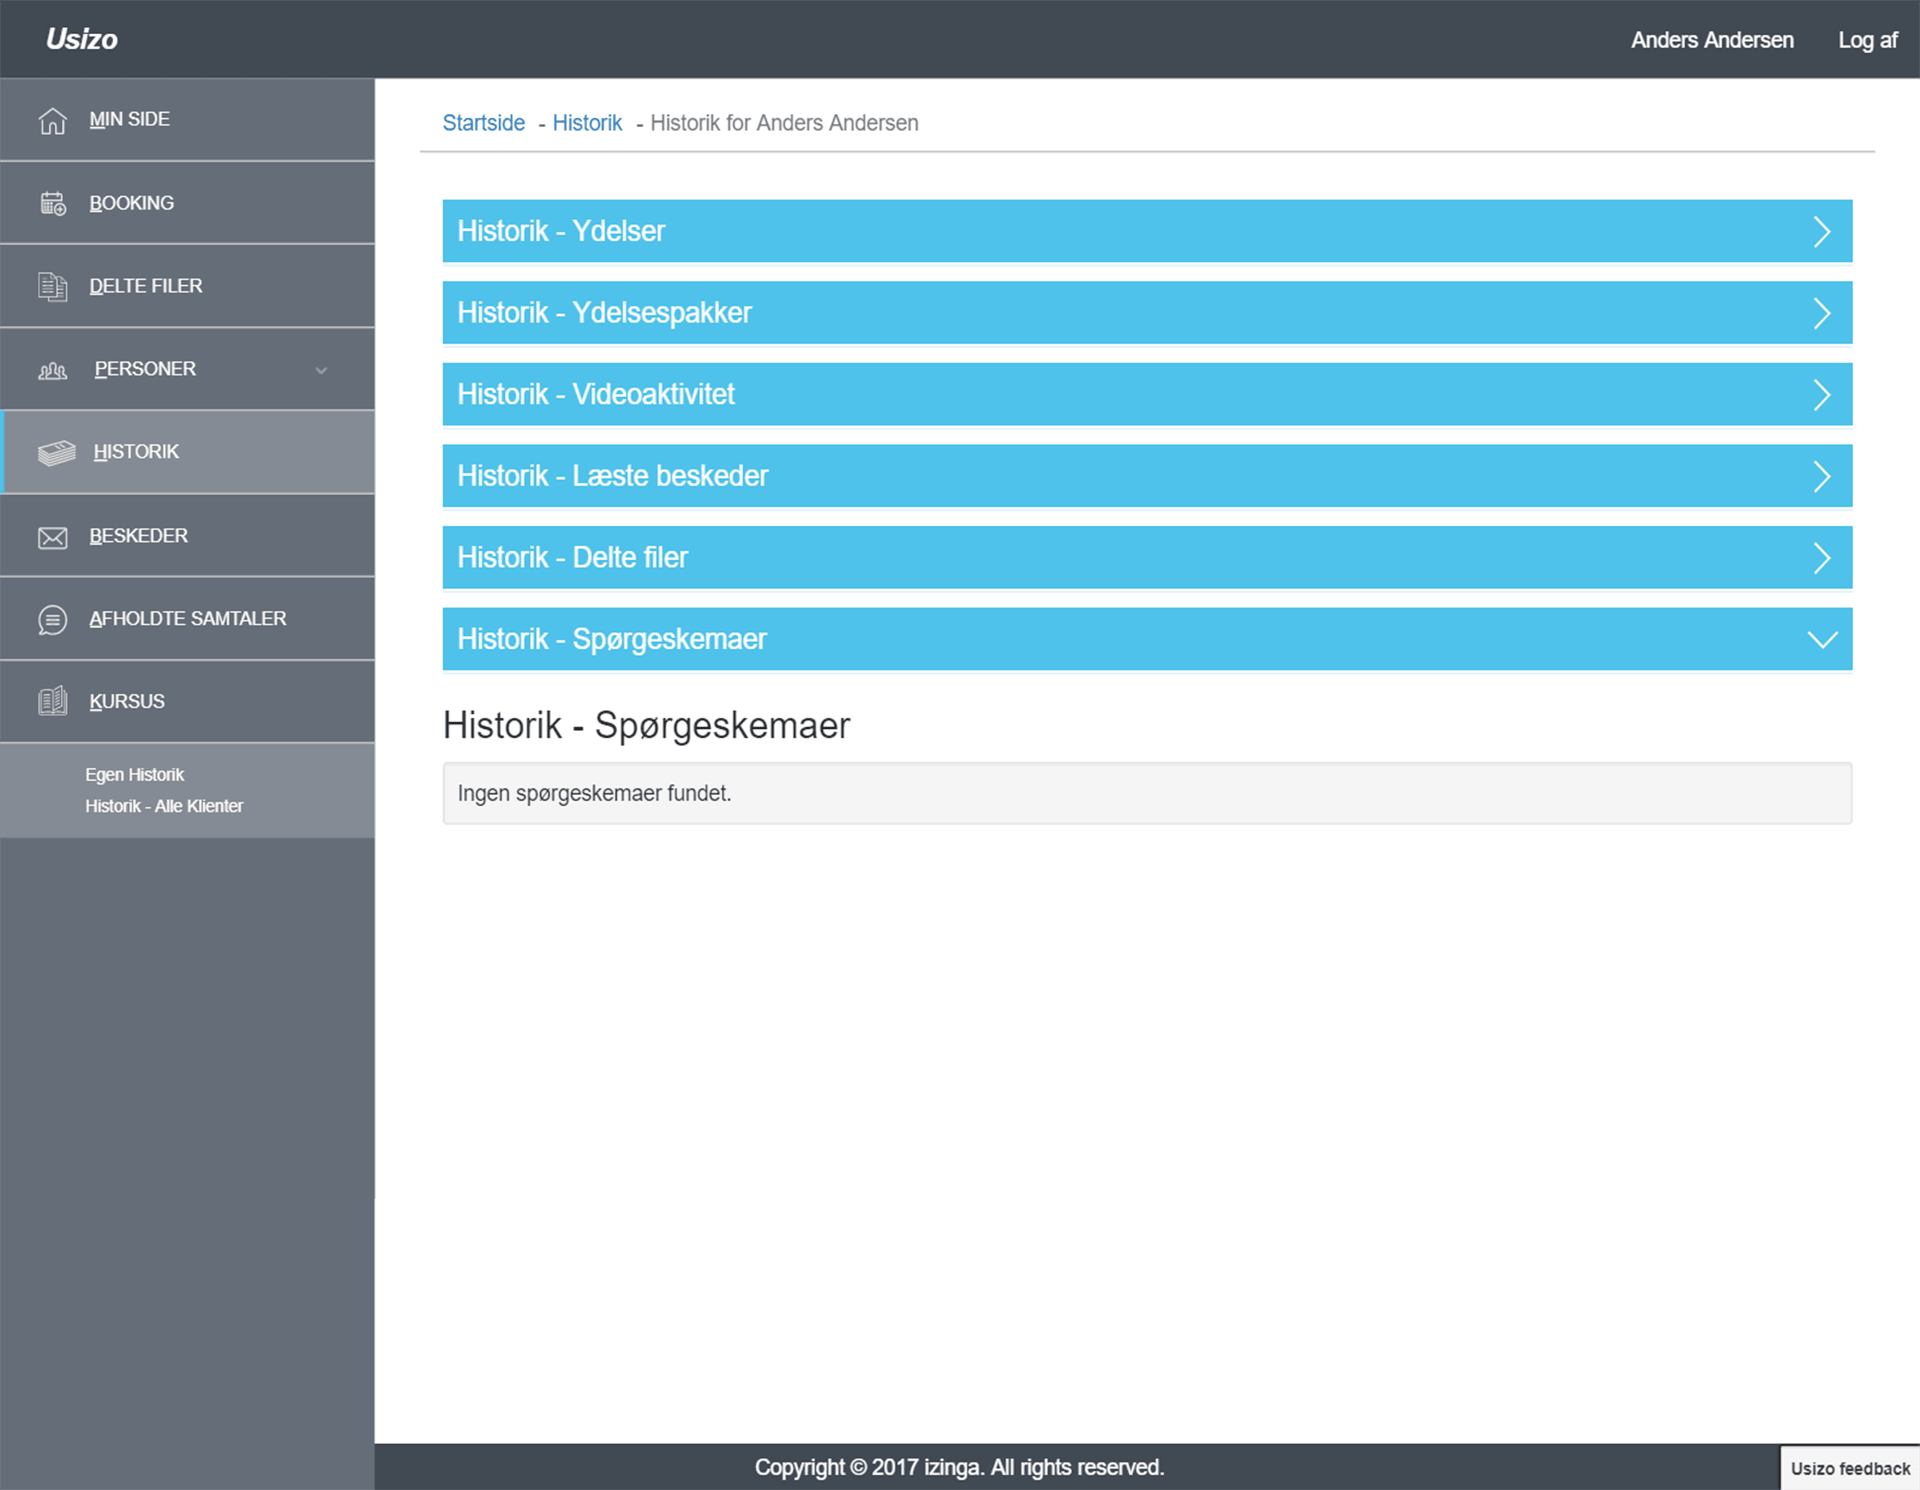 Usizo
Anders Andersen
Log af
MIN SIDE
BOOKING
DELTE FILER
PERSONER
HISTORIK
BESKEDER
AFHOLDTE SAMTALER
KURSUS
Egen Historik
Historik - Alle Klienter
Startside - Historik - Historik for Anders Andersen
Historik - Ydelser
Historik - Ydelsespakker
Historik - Videoaktivitet
Historik - Læste beskeder
Historik - Delte filer
Historik - Spørgeskemaer
Historik - Spørgeskemaer
Ingen spørgeskemaer fundet.
Copyright © 2017 izinga. All rights reserved.
Usizo feedback